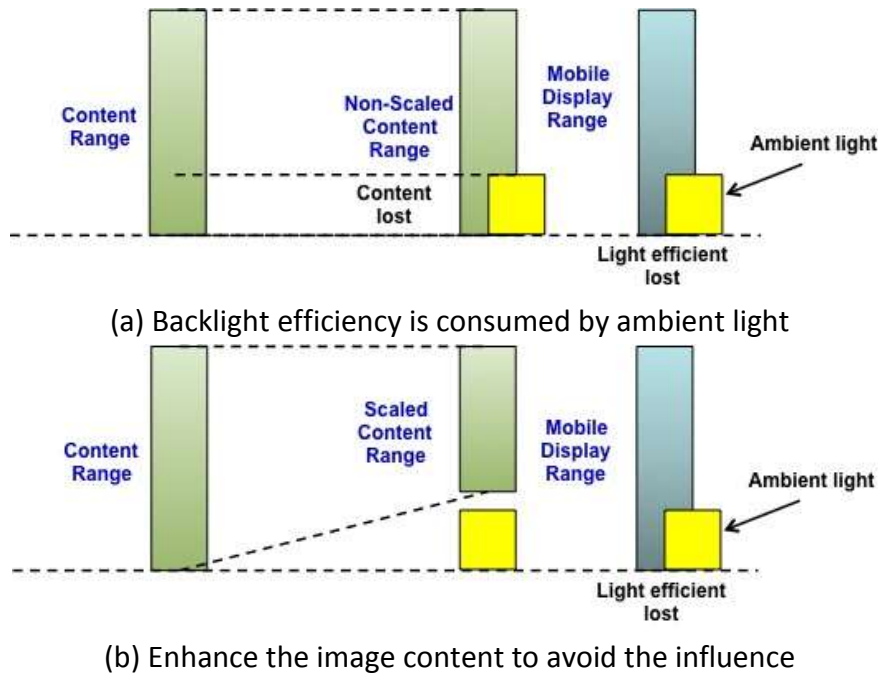 Content
Range
Non-Scaled
Content
Range
Content
lost
Mobile
Display
Range
Ambient light
Light efficient
lost
(a) Backlight efficiency is consumed by ambient light
Content
Range
Scaled
Content
Range
Mobile
Display
Range
Ambient light
Light efficient
lost
(b) Enhance the image content to avoid the influence